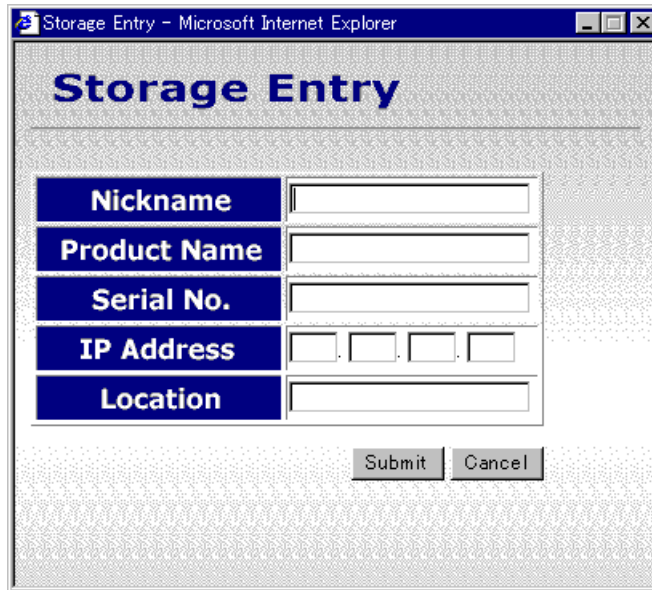 Storage Entry - Microsoft Internet Explorer
Storage Entry
Nickname
Product Name
Serial No.
IP Address . . .
Location
Submit Cancel